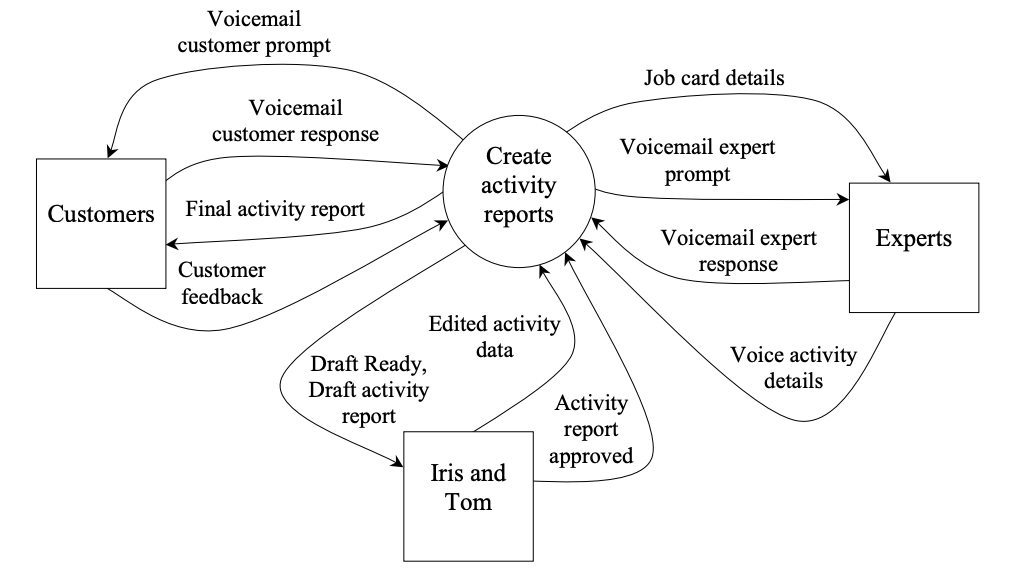 Voicemail
customer prompt
Voicemail
customer response
Job card details
Create
activity
reports
Voicemail expert
prompt
Customers
Final activity report
Experts
Voicemail expert
response
Customer
feedback
Edited activity
data
Draft Ready,
Draft activity
report
Voice activity
details
Activity
report
approved
Iris and
Tom